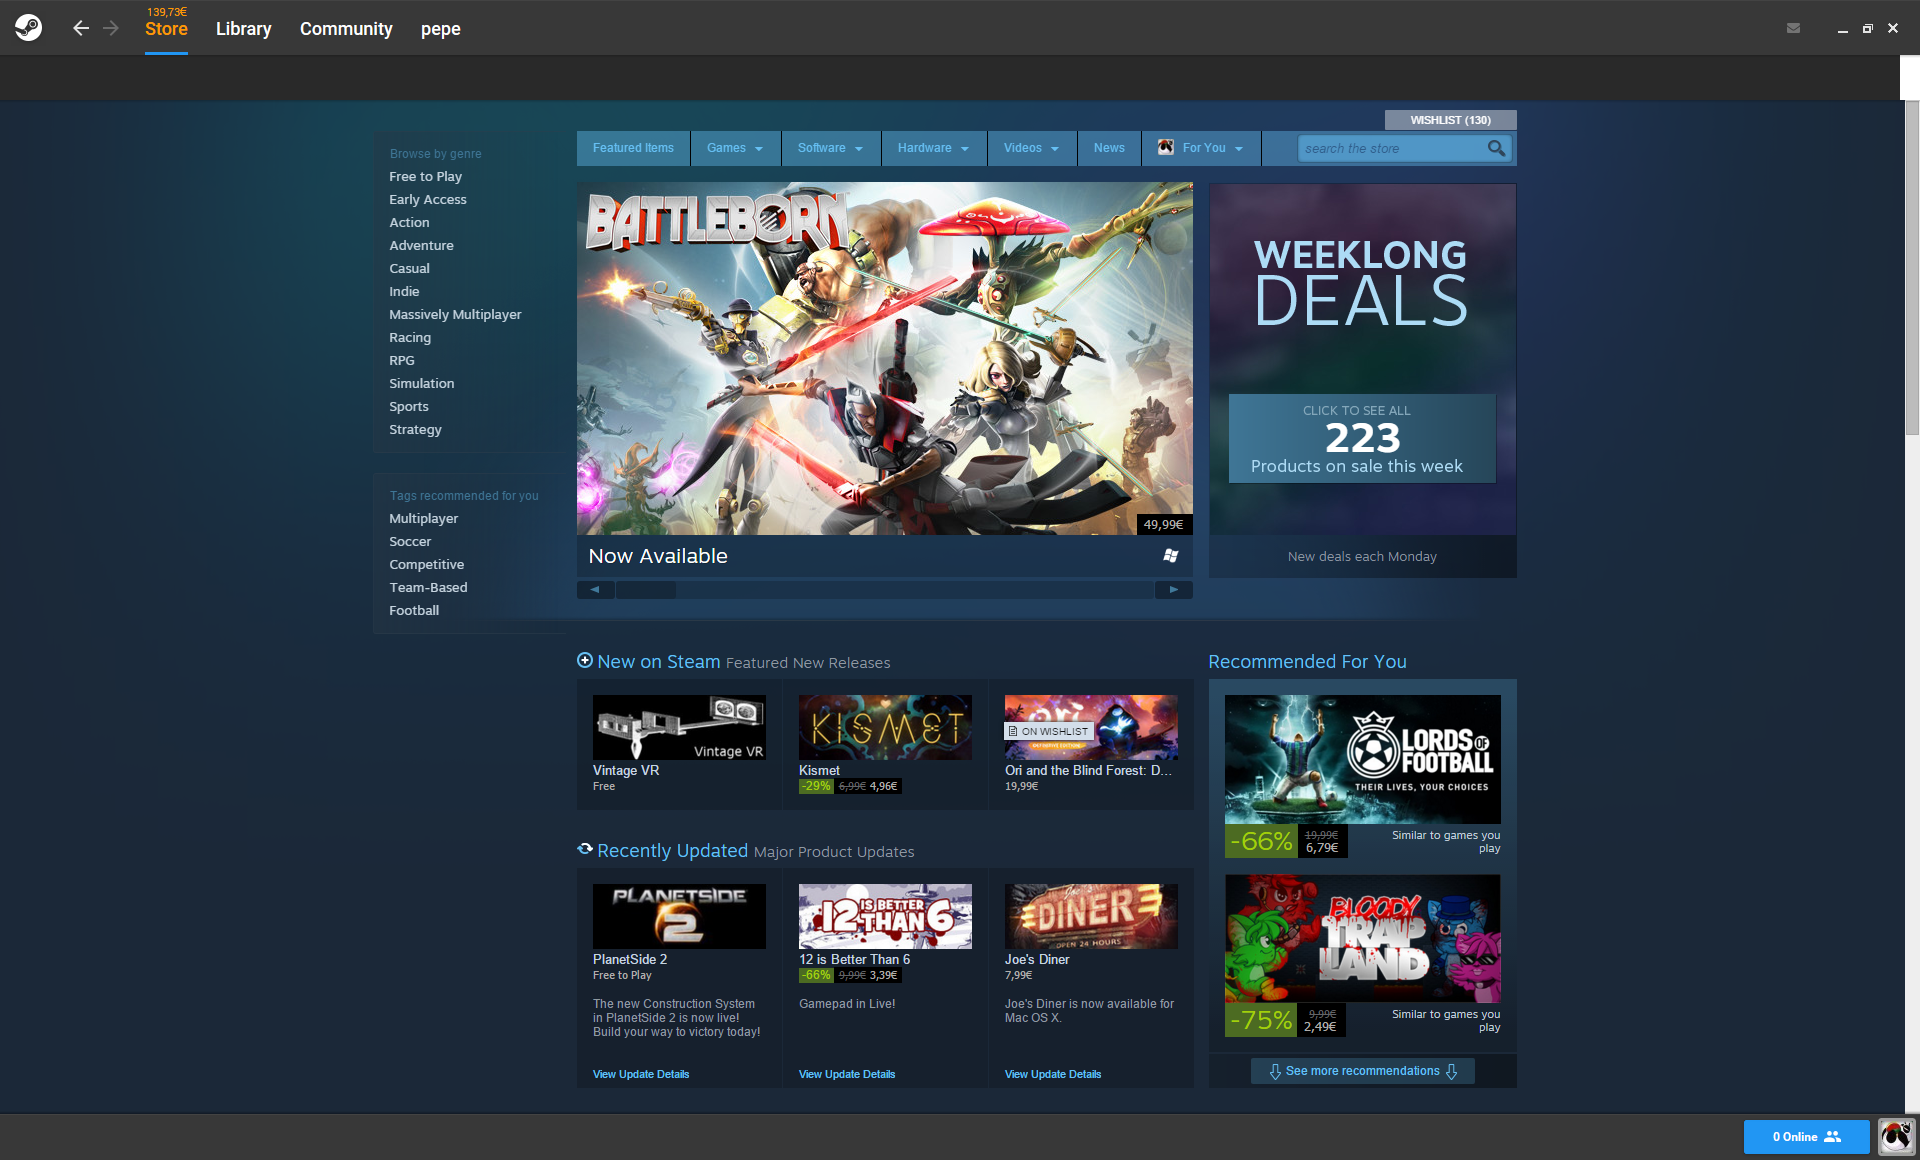 139,73€
Store
Library
Community
pepe
WISHLIST (130)
Featured Items
Games
Software
Hardware
Videos
News
For You
search the store
Browse by genre
Free to Play
Early Access
Action
Adventure
Casual
Indie
Massively Multiplayer
Racing
RPG
Simulation
Sports
Strategy
Tags recommended for you
Multiplayer
Soccer
Competitive
Team-Based
Football
BATTLEBORN
49,99€
Now Available
WEEKLONG
DEALS
CLICK TO SEE ALL
223
Products on sale this week
New deals each Monday
New on Steam Featured New Releases
Vintage VR
Vintage VR
Free
KISMET
Kismet
-29% 6,99€ 4,96€
ori
ON WISHLIST
DEFINITIVE EDITION
Ori and the Blind Forest: D...
19,99€
Recently Updated Major Product Updates
PLANETSIDE
2
PlanetSide 2
Free to Play
The new Construction System
in PlanetSide 2 is now live!
Build your way to victory today!
View Update Details
12 IS BETTER
THAN 6
12 is Better Than 6
-66% 9,99€ 3,39€
Gamepad in Live!
View Update Details
Joe's
DINER
OPEN 24 HOURS
Joe's Diner
7,99€
Joe's Diner is now available for
Mac OS X.
View Update Details
Recommended For You
LORDS OF
FOOTBALL
THEIR LIVES, YOUR CHOICES
-66%
19,99€
6,79€
Similar to games you
play
BLOODY
TRAP
LAND
-75%
9,99€
2,49€
Similar to games you
play
See more recommendations
0 Online